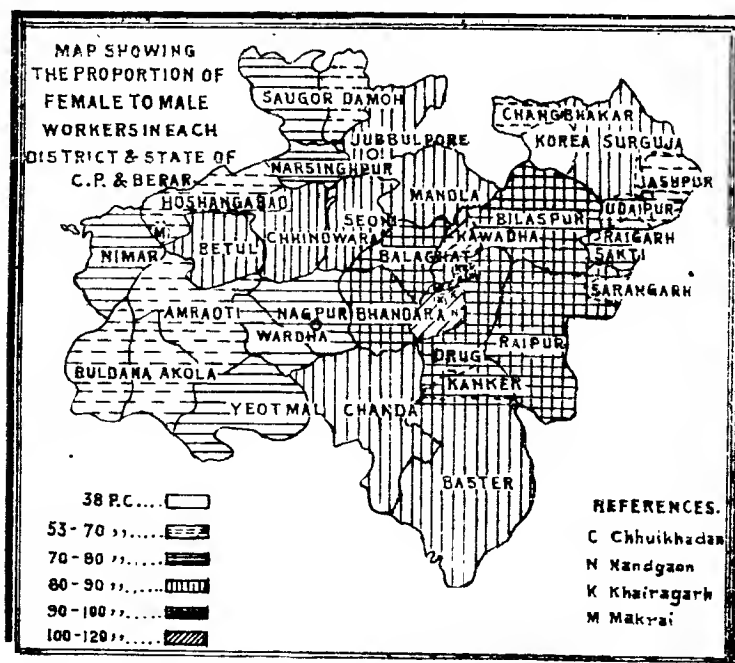 MAP SHOWING
THE PROPORTION OF
FEMALE TO MALE
WORKERS IN EACH
DISTRICT & STATE OF
C.P. & BERAR
SAUGOR DAMOH
JUBBULPORE
NARSINGHPUR
HOSHANGABAD
M
NIMAR
BETUL
CHHINDWARA
SEONI
MANDLA
CHANGBHAKAR
KOREA SURGUJA
JASHPUR
UDAIPUR
BILASPUR
KAWADHA
RAIGARH
SAKTI
SARANGARH
BALAGHAT
AMRAOTI
NAGPUR
BHANDARA
N
WARDHA
RAIPUR
DRUG
BULDANA AKOLA
KANKER
YEOTMAL
CHANDA
BASTER
38 P.C.....
53-70 ,,.....
70-80 ,,.....
80-90 ,,.....
90-100 ,,.....
100-120 ,,.....
REFERENCES.
C Chhuikhadan
N Nandgaon
K Khairagarh
M Makrai